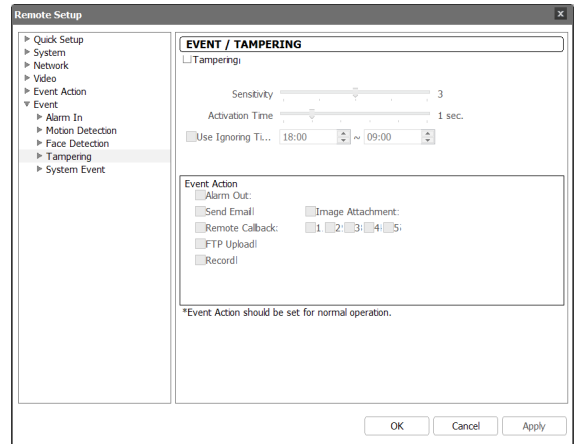 Remote Setup
x
Quick Setup
System
Network
Video
Event Action
Event
Alarm In
Motion Detection
Face Detection
Tampering
System Event
EVENT / TAMPERING
Tampering
Sensitivity 3
Activation Time 1 sec.
Use Ignoring Ti... 18:00 ~ 09:00
Event Action
Alarm Out:
Send Email Image Attachment:
Remote Callback: 1 2 3 4 5
FTP Upload
Record
*Event Action should be set for normal operation.
OK Cancel Apply